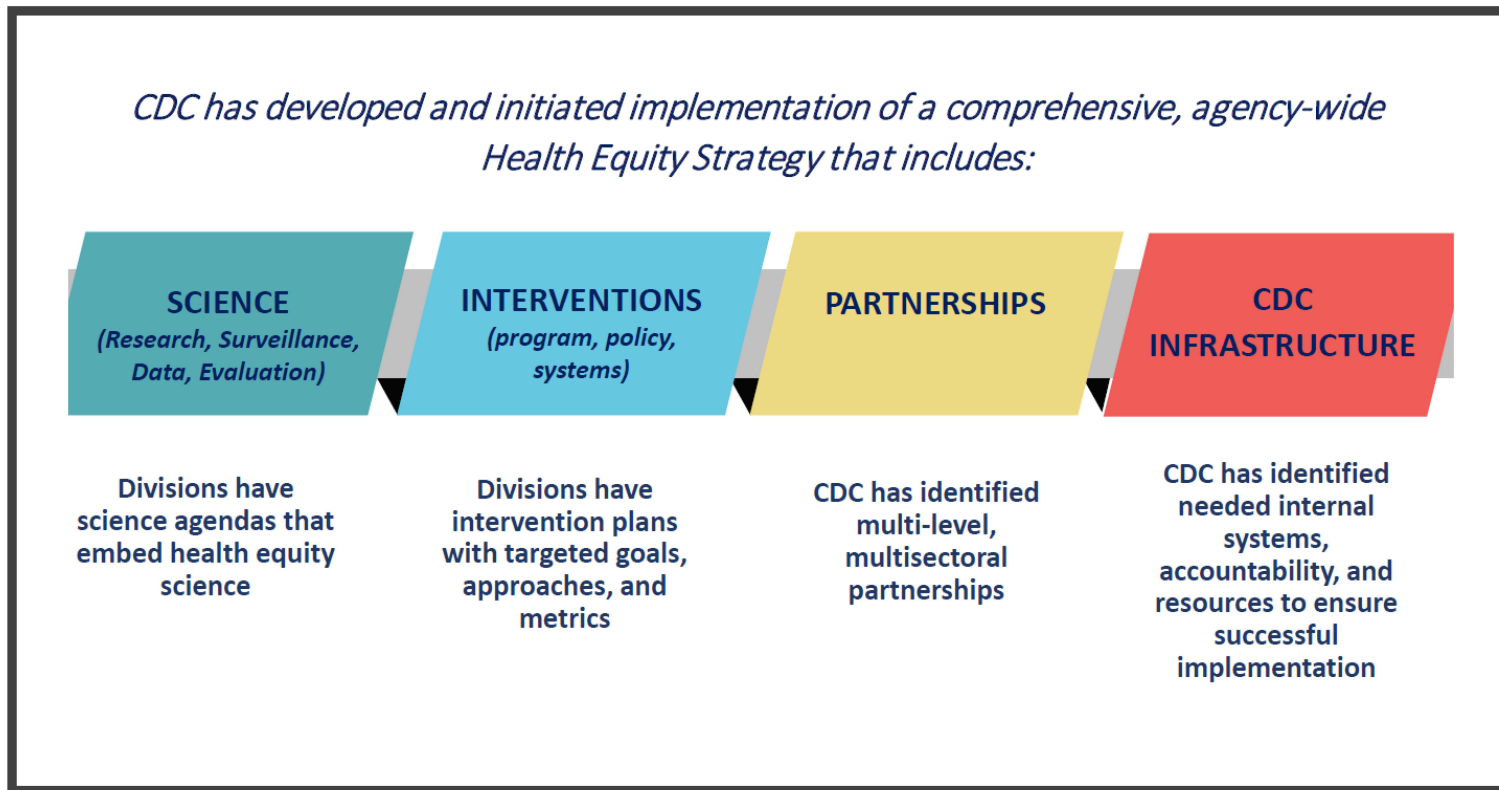 CDC has developed and initiated implementation of a comprehensive, agency-wide
Health Equity Strategy that includes:
SCIENCE
(Research, Surveillance,
Data, Evaluation)
INTERVENTIONS
(program, policy,
systems)
PARTNERSHIPS
CDC
INFRASTRUCTURE
Divisions have
science agendas that
embed health equity
science
Divisions have
intervention plans
with targeted goals,
approaches, and
metrics
CDC has identified
multi-level,
multisectoral
partnerships
CDC has identified
needed internal
systems,
accountability, and
resources to ensure
successful
implementation